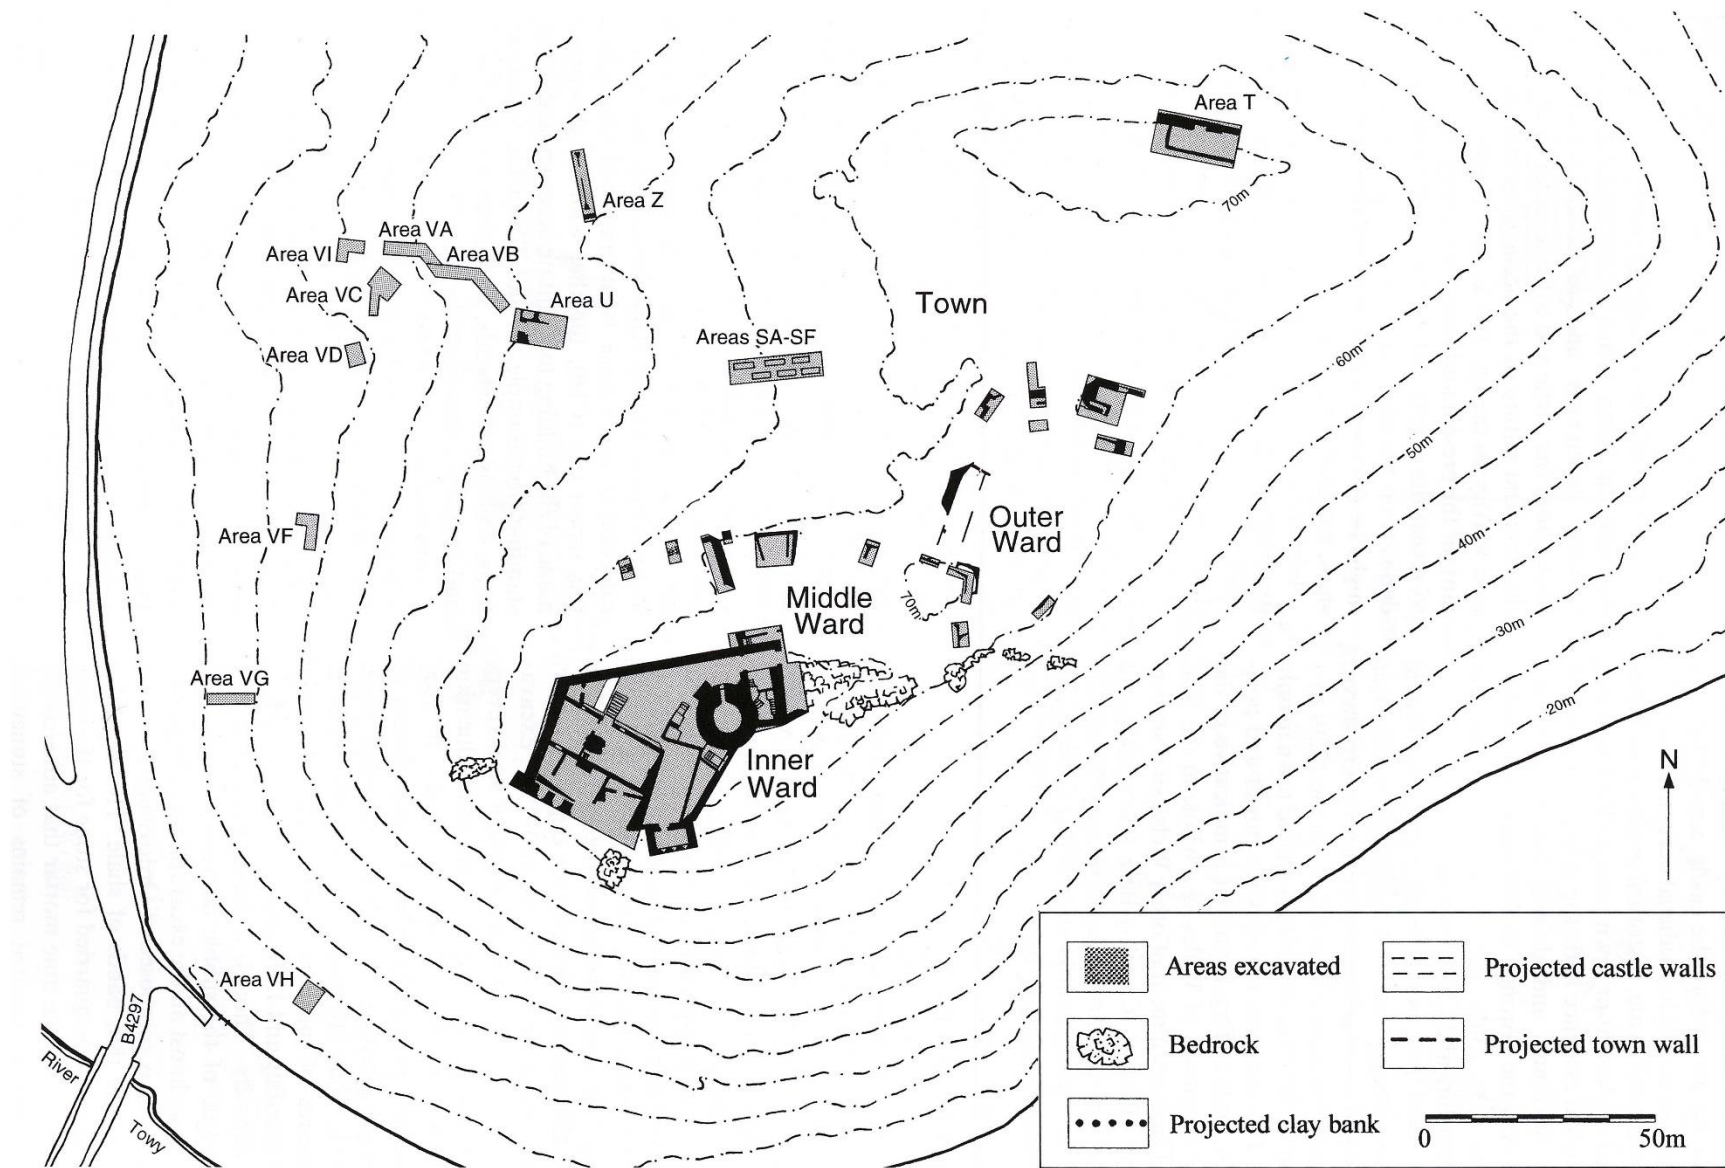 Area T
Area Z
Area VA
Area VI
Area VB
Area VC
Area U
Town
Area VD
Areas SA-SF
70m
60m
50m
Area VF
Outer
Ward
40m
Middle
Ward
70m
30m
Area VG
20m
Inner
Ward
N
Area VH
B4297
River
Towy
Areas excavated
Projected castle walls
Bedrock
Projected town wall
Projected clay bank
0 50m